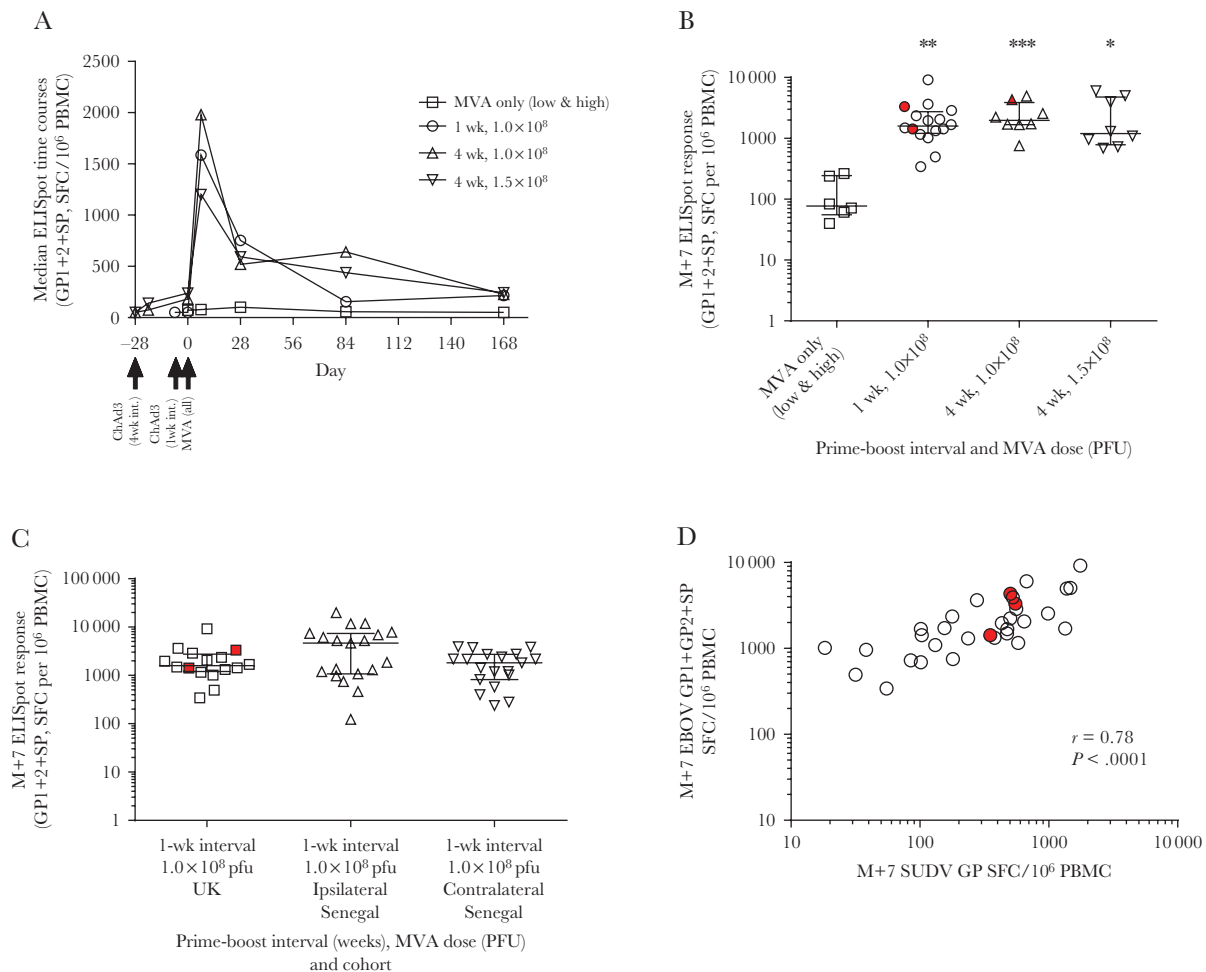 A
Median ELISpot time courses
(GP1+2+SP, SFC/10⁶ PBMC)
2500
2000
1500
1000
500
0
−28
0
28
56
84
112
140
168
Day
MVA only (low & high)
1 wk, 1.0×10⁸
4 wk, 1.0×10⁸
4 wk, 1.5×10⁸
ChAd3
(4wk int.)
ChAd3
(1wk int.)
MVA (all)
B
M+7 ELISpot response
(GP1+2+SP, SFC per 10⁶ PBMC)
**
***
*
10 000
1000
100
10
1
MVA only
(low & high)
1 wk, 1.0×10⁸
4 wk, 1.0×10⁸
4 wk, 1.5×10⁸
Prime-boost interval and MVA dose (PFU)
C
M+7 ELISpot response
(GP1+2+SP, SFC per 10⁶ PBMC)
100 000
10 000
1000
100
10
1
1-wk interval
1.0×10⁸ pfu
UK
1-wk interval
1.0×10⁸ pfu
Ipsilateral
Senegal
1-wk interval
1.0×10⁸ pfu
Contralateral
Senegal
Prime-boost interval (weeks), MVA dose (PFU)
and cohort
D
M+7 EBOV GP1+GP2+SP
SFC/10⁶ PBMC
10 000
1000
100
10
10
100
1000
10 000
r = 0.78
P < .0001
M+7 SUDV GP SFC/10⁶ PBMC